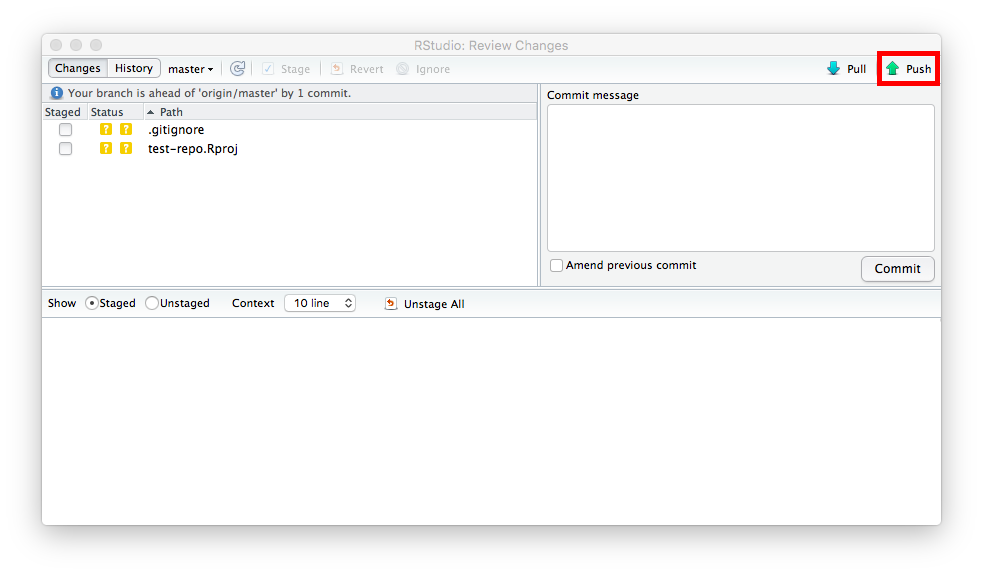 RStudio: Review Changes
Changes History master Stage Revert Ignore Pull Push
Your branch is ahead of 'origin/master' by 1 commit.
Staged Status Path
? ? .gitignore
? ? test-repo.Rproj
Commit message
Amend previous commit
Commit
Show Staged Unstaged Context 10 line Unstage All